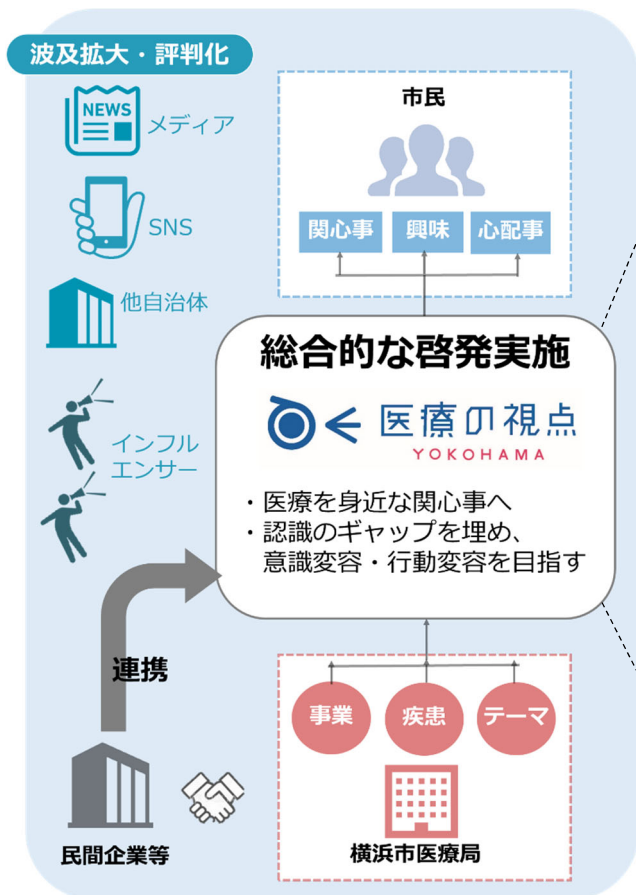 波及拡大・評判化
NEWS
メディア
SNS
他自治体
インフル
エンサー
市民
関心事
興味
心配事
総合的な啓発実施
医療の視点
YOKOHAMA
・医療を身近な関心事へ
・認識のギャップを埋め、
意識変容・行動変容を目指す
連携
民間企業等
事業
疾患
テーマ
横浜市医療局